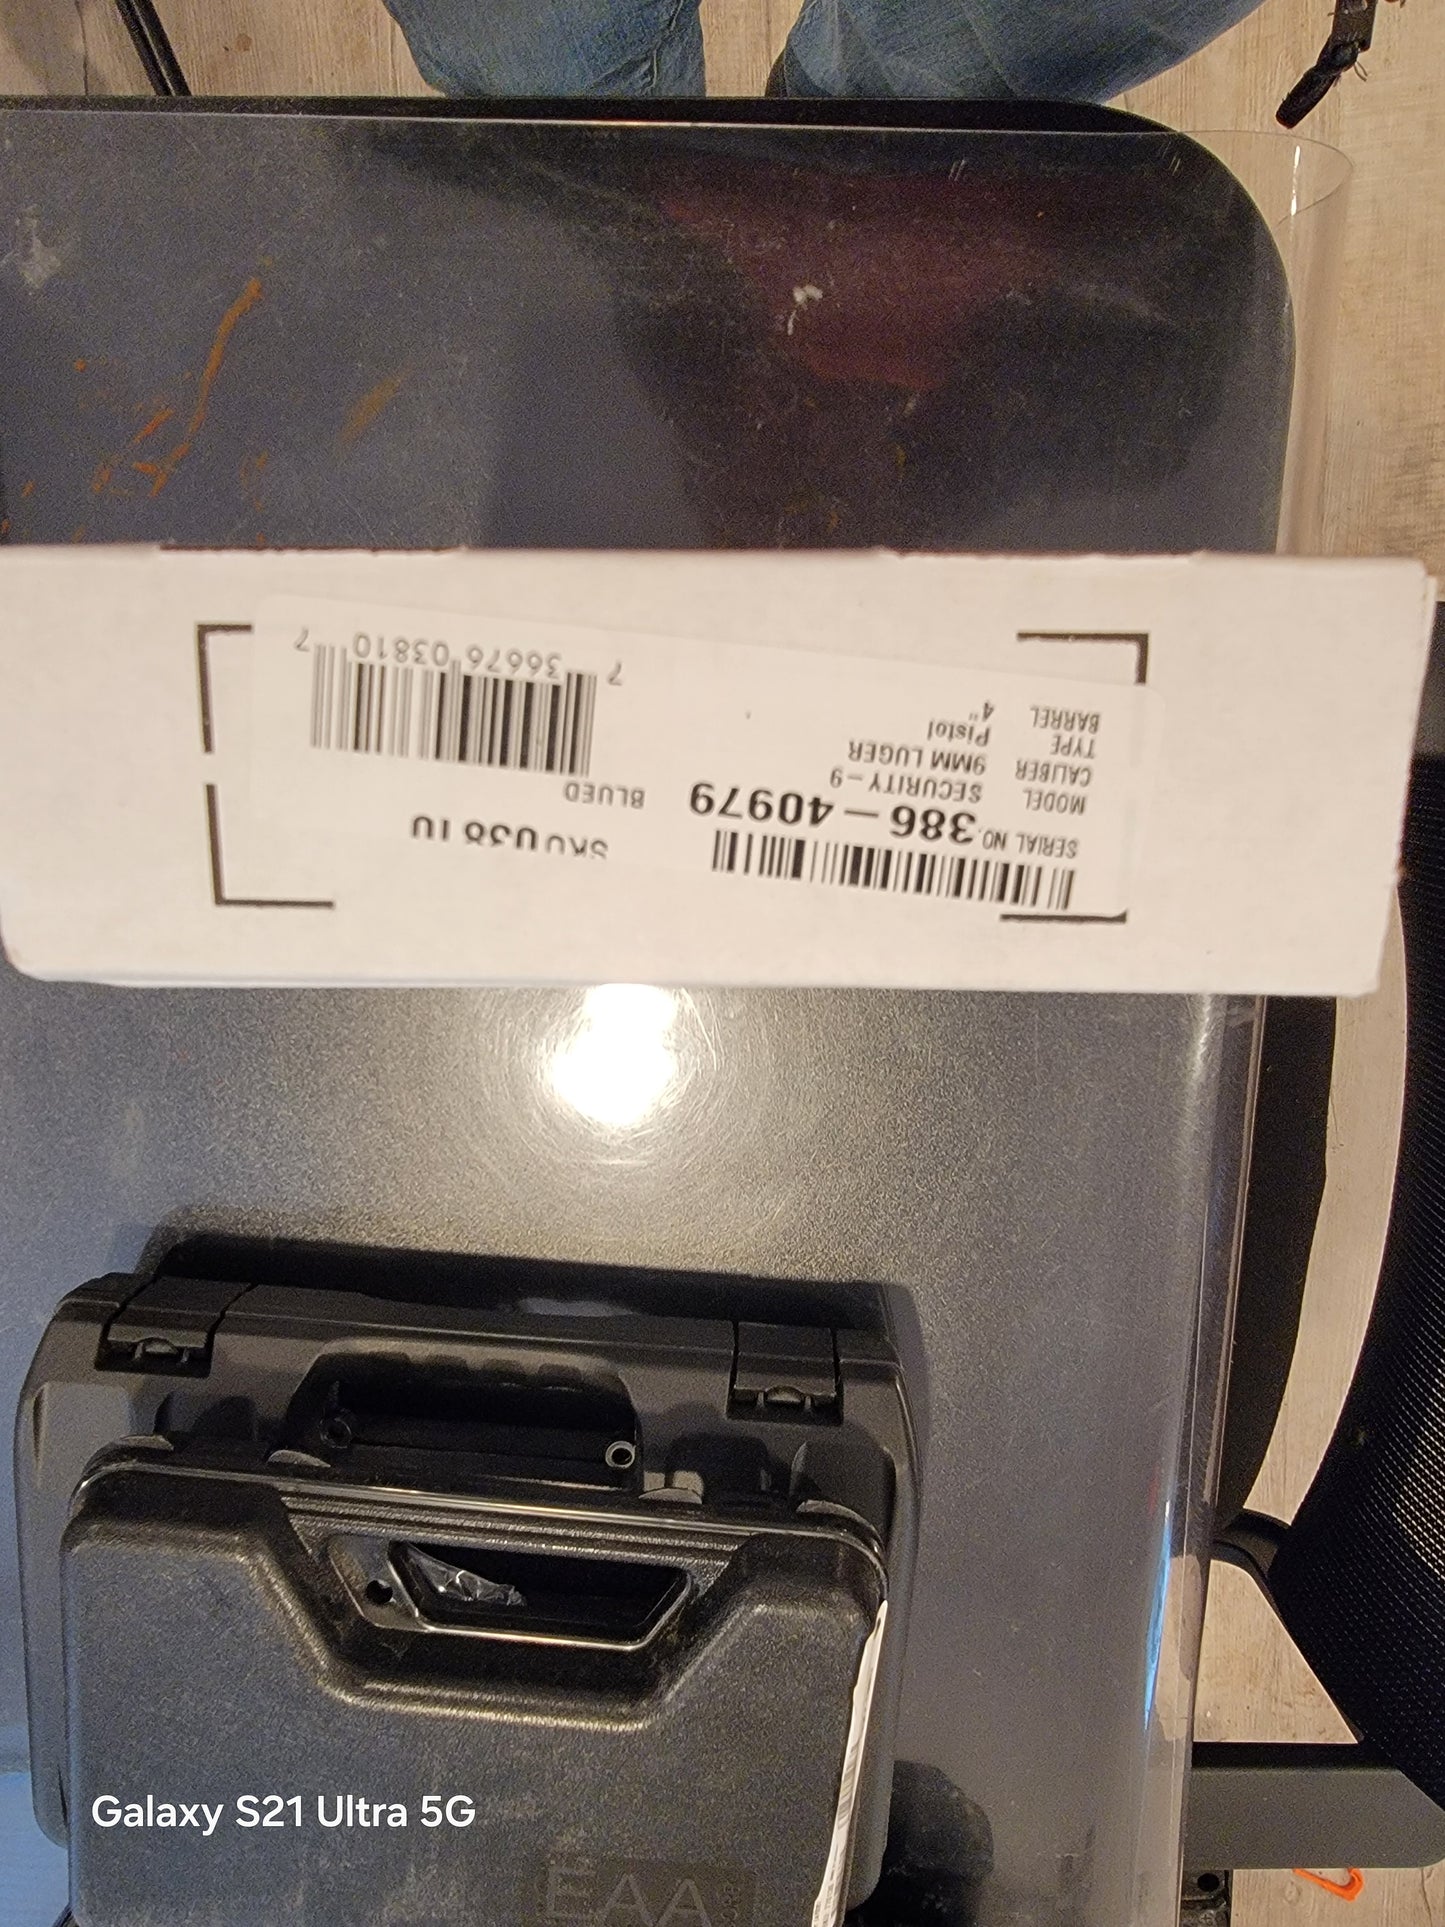 SERIAL NO. 386-40979
MODEL SECURITY-9
CALIBER 9MM LUGER
TYPE Pistol
BARREL 4"
SKU 03810
BLUED
7 36676 03810 7
EAA
Galaxy S21 Ultra 5G